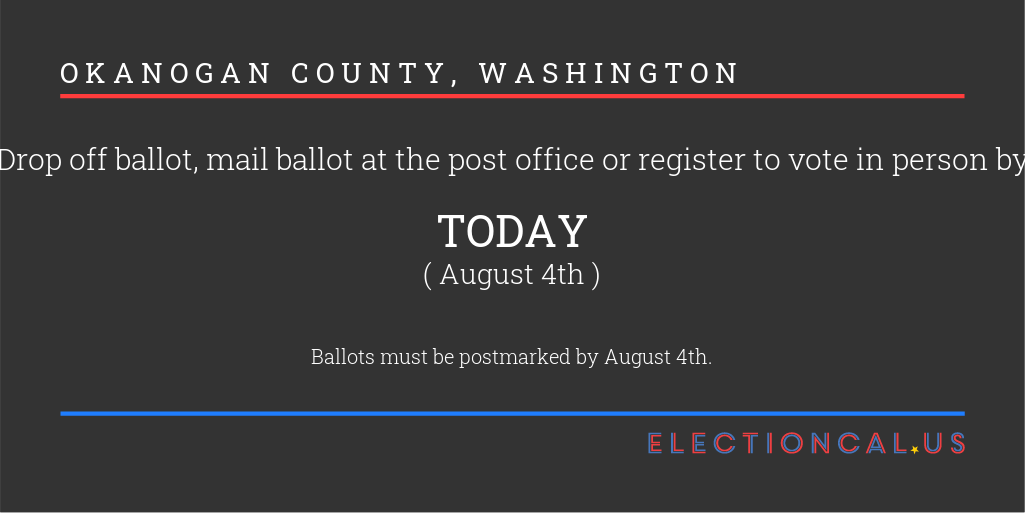 OKANOGAN COUNTY, WASHINGTON
Drop off ballot, mail ballot at the post office or register to vote in person by
TODAY
( August 4th )
Ballots must be postmarked by August 4th.
ELECTIONCAL.US